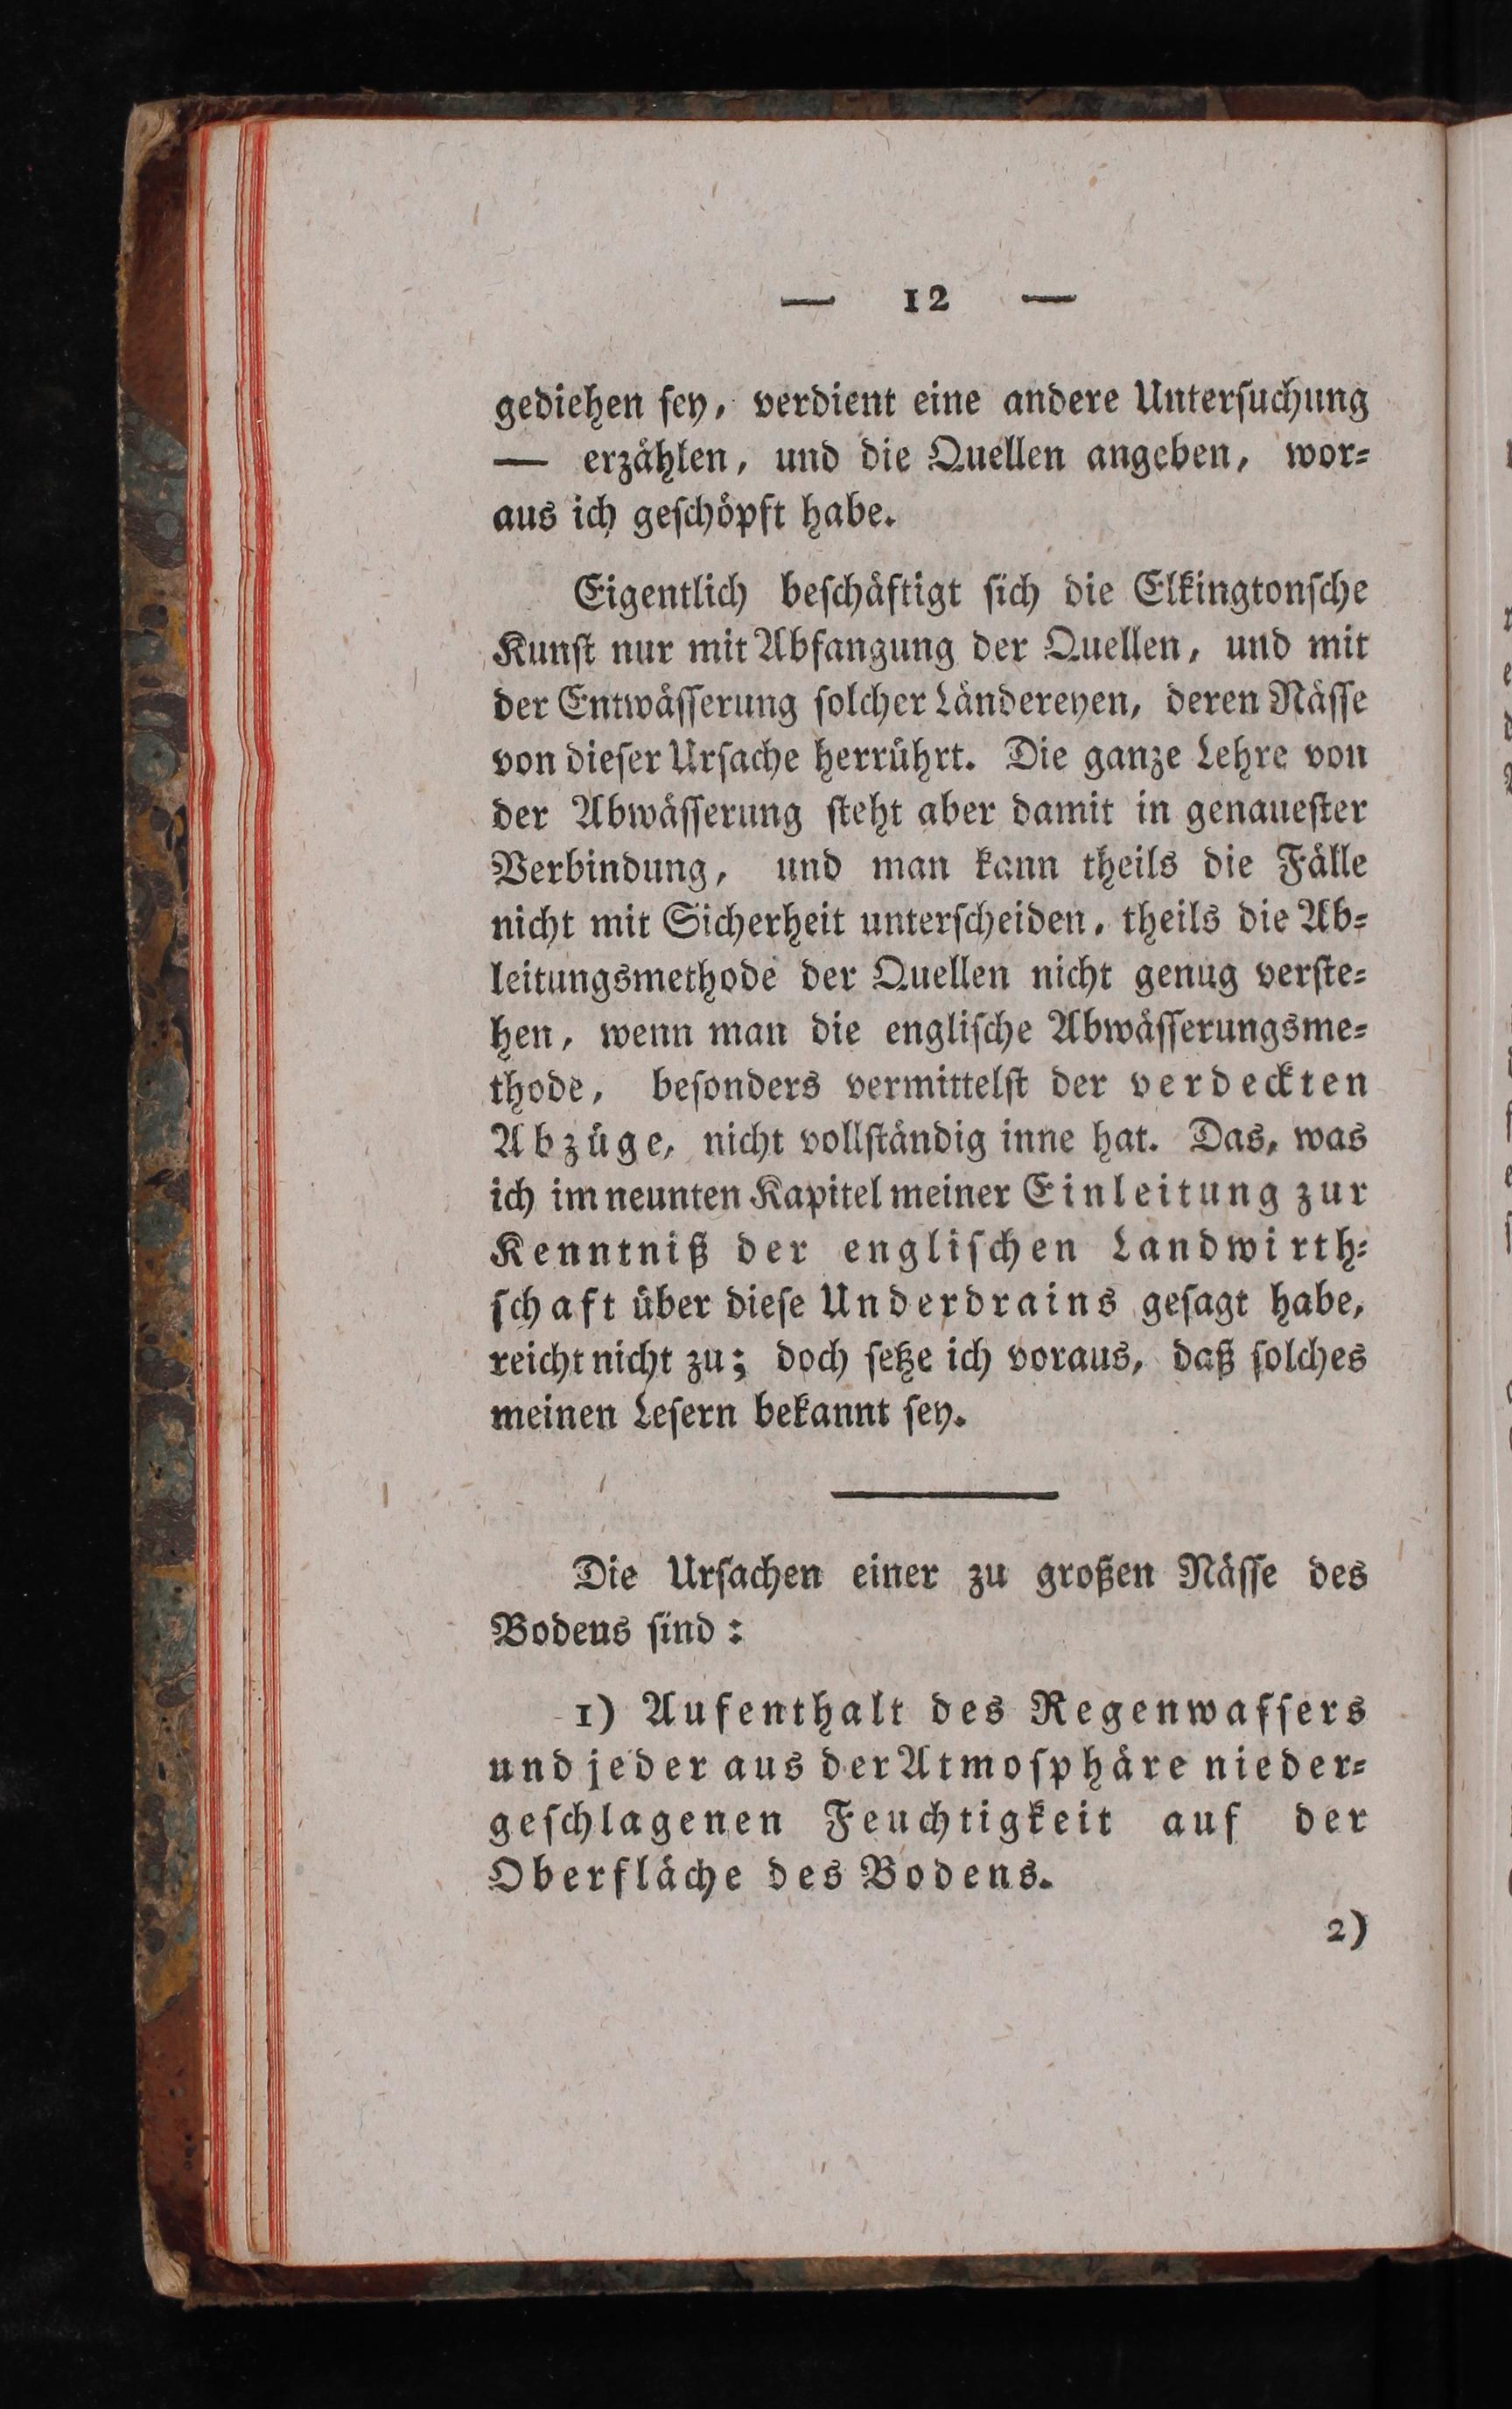 — 12 —
gediehen ſey, verdient eine andere Unterſuchung
— erzählen, und die Quellen angeben, wor⸗
aus ich geſchöpft habe.
Eigentlich beſchäftigt ſich die Elkingtonſche
Kunſt nur mit Abfangung der Quellen, und mit
der Entwäſſerung ſolcher Ländereyen, deren Näſſe
von dieſer Urſache herrührt. Die ganze Lehre von
der Abwäſſerung ſteht aber damit in genaueſter
Verbindung, und man kann theils die Fälle
nicht mit Sicherheit unterſcheiden, theils die Ab⸗
leitungsmethode der Quellen nicht genug verſte⸗
hen, wenn man die engliſche Abwäſſerungsme⸗
thode, beſonders vermittelſt der verdeckten
Abzüge, nicht vollſtändig inne hat. Das, was
ich im neunten Kapitel meiner Einleitung zur
Kenntniß der engliſchen Landwirth⸗
ſchaft über dieſe Underdrains geſagt habe,
reicht nicht zu; doch ſetze ich voraus, daß ſolches
meinen Leſern bekannt ſey.
Die Urſachen einer zu großen Näſſe des
Bodens ſind:
1) Aufenthalt des Regenwaſſers
und jeder aus der Atmoſphäre nieder⸗
geſchlagenen Feuchtigkeit auf der
Oberfläche des Bodens.
2)